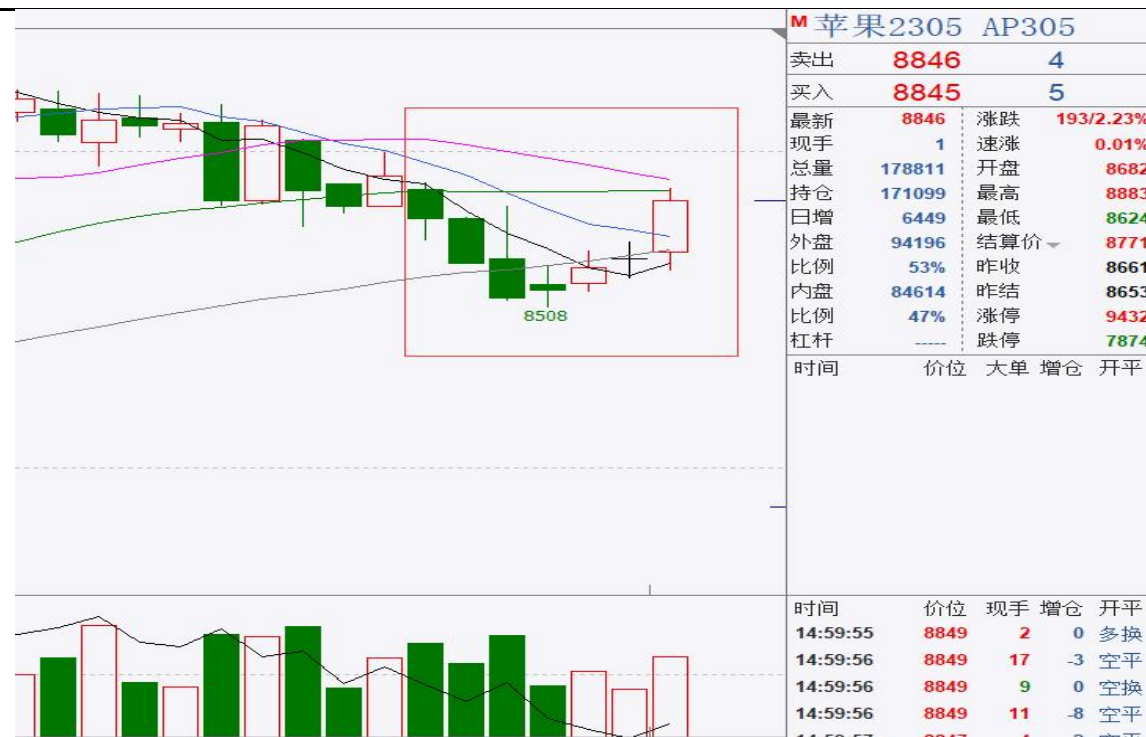 M 苹果2305 AP305
卖出 8846 4
买入 8845 5
最新 8846 涨跌 193/2.23%
现手 1 速涨 0.01%
总量 178811 开盘 8682
持仓 171099 最高 8883
日增 6449 最低 8624
外盘 94196 结算价 8771
比例 53% 昨收 8661
内盘 84614 昨结 8653
比例 47% 涨停 9432
杠杆 ----- 跌停 7874
时间 价位 大单 增仓 开平
8508
时间 价位 现手 增仓 开平
14:59:55 8849 2 0 多换
14:59:56 8849 17 -3 空平
14:59:56 8849 9 0 空换
14:59:56 8849 11 -8 空平